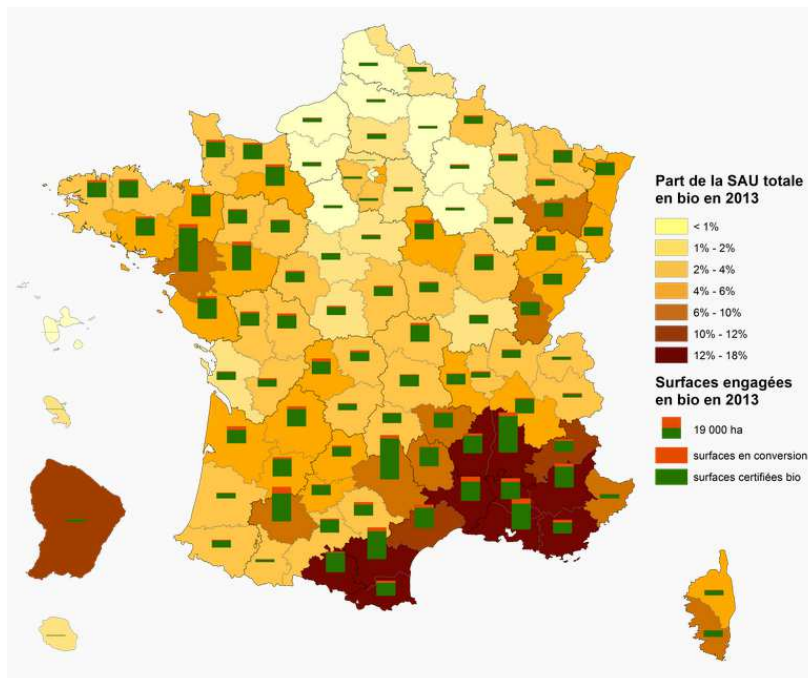 Part de la SAU totale
en bio en 2013
< 1%
1% - 2%
2% - 4%
4% - 6%
6% - 10%
10% - 12%
12% - 18%
Surfaces engagées
en bio en 2013
19 000 ha
surfaces en conversion
surfaces certifiées bio